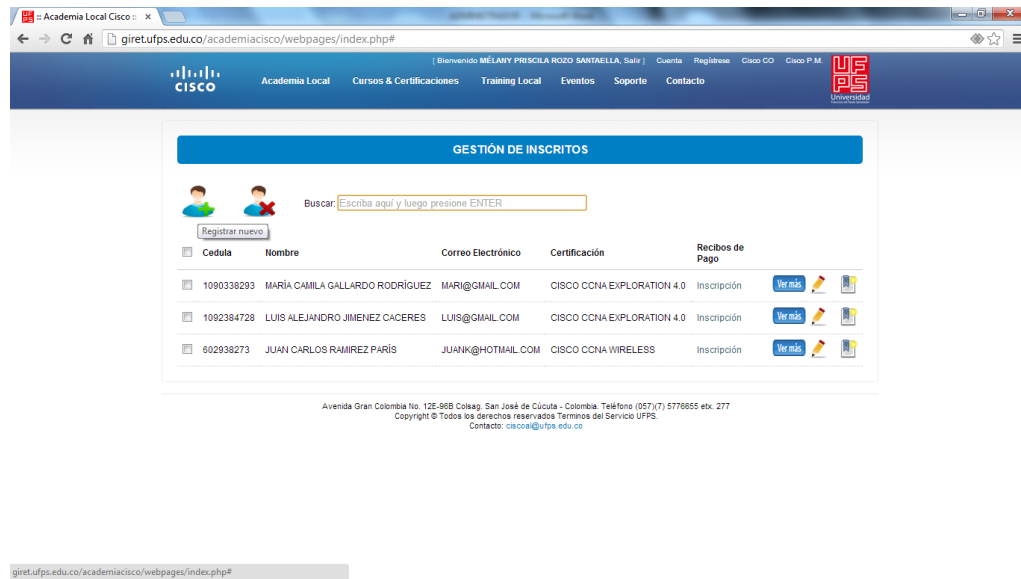 :: Academia Local Cisco ::
giret.ufps.edu.co/academiacisco/webpages/index.php#
[ Bienvenido MÉLANY PRISCILA ROZO SANTAELLA, Salir ] Cuenta Regístrese Cisco CO Cisco P.M.
CISCO
Academia Local Cursos & Certificaciones Training Local Eventos Soporte Contacto
UFPS
Universidad
GESTIÓN DE INSCRITOS
Buscar: Escriba aquí y luego presione ENTER
Registrar nuevo
Cedula Nombre Correo Electrónico Certificación Recibos de Pago
1090338293 MARÍA CAMILA GALLARDO RODRÍGUEZ MARI@GMAIL.COM CISCO CCNA EXPLORATION 4.0 Inscripción Ver más
1092384728 LUIS ALEJANDRO JIMENEZ CACERES LUIS@GMAIL.COM CISCO CCNA EXPLORATION 4.0 Inscripción Ver más
602938273 JUAN CARLOS RAMIREZ PARÍS JUANK@HOTMAIL.COM CISCO CCNA WIRELESS Inscripción Ver más
Avenida Gran Colombia No. 12E-96B Colsag. San José de Cúcuta - Colombia. Teléfono (057)(7) 5776655 etx. 277
Copyright © Todos los derechos reservados Terminos del Servicio UFPS.
Contacto: ciscoal@ufps.edu.co
giret.ufps.edu.co/academiacisco/webpages/index.php#